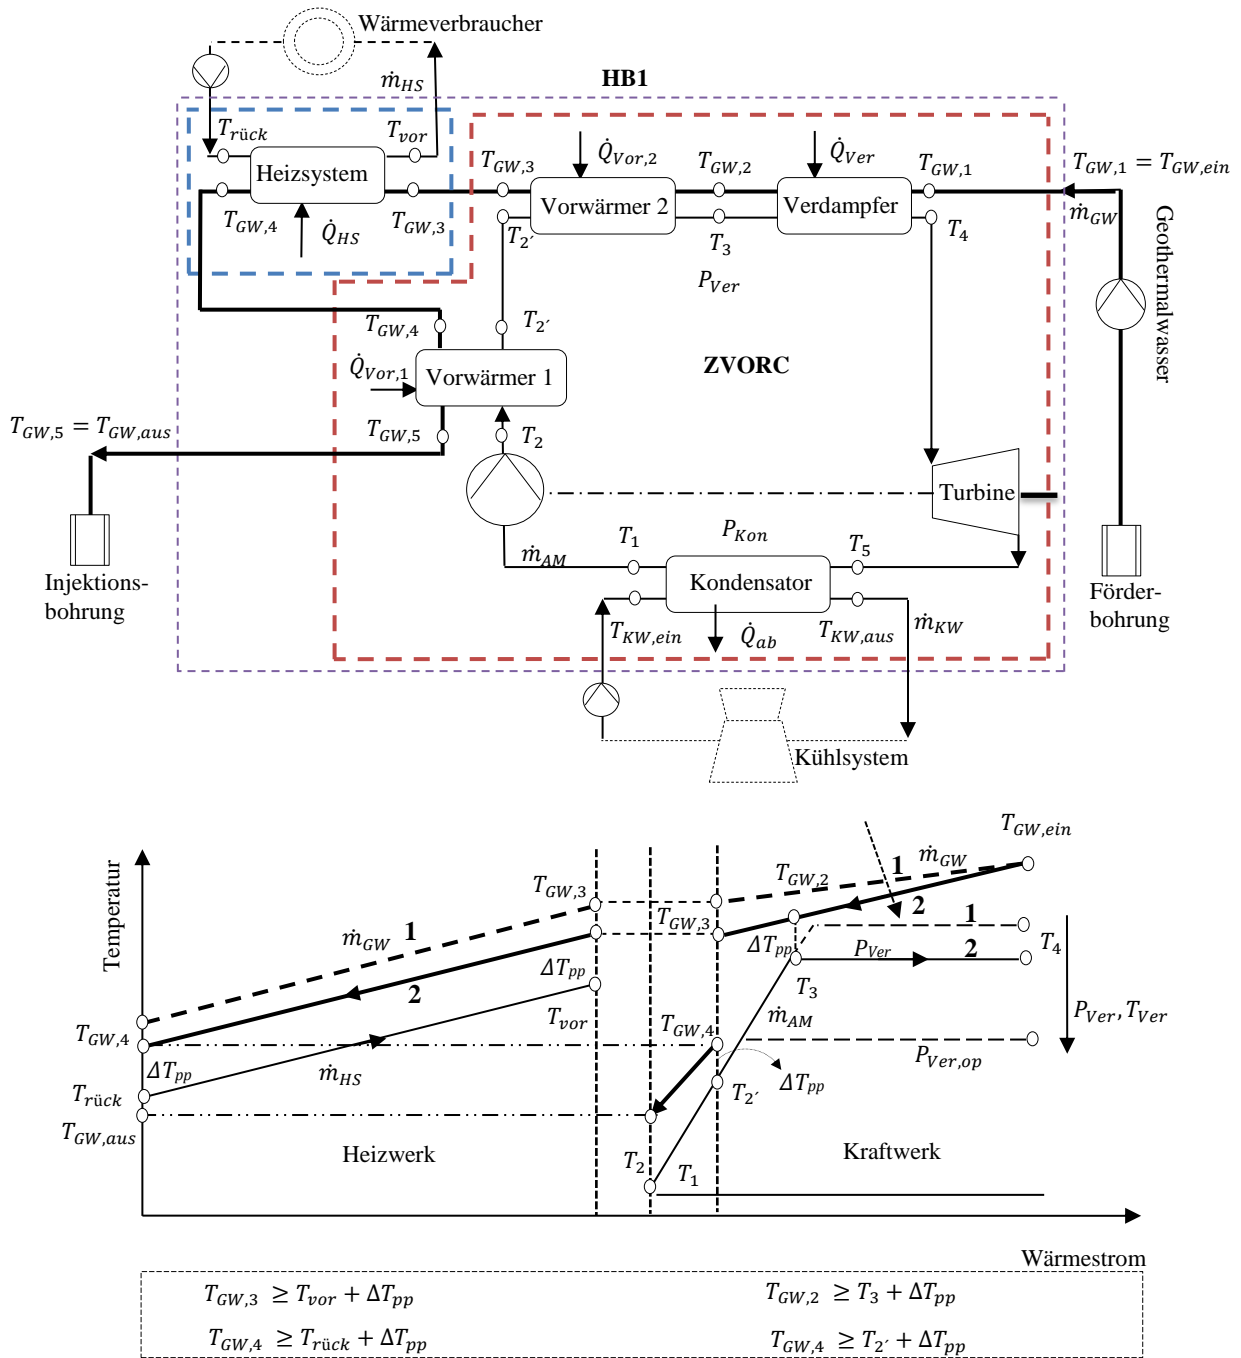 Wärmeverbraucher
HB1
ṁ_HS
T_rück
T_vor
Heizsystem
T_GW,4
T_GW,3
Q̇_HS
T_GW,3
Q̇_Vor,2
T_GW,2
Q̇_Ver
T_GW,1
T_GW,1 = T_GW,ein
Vorwärmer 2
Verdampfer
ṁ_GW
T_2´
T_3
T_4
P_Ver
Geothermalwasser
T_GW,4
T_2´
Q̇_Vor,1
Vorwärmer 1
ZVORC
T_GW,5 = T_GW,aus
T_GW,5
T_2
Turbine
P_Kon
ṁ_AM
T_1
T_5
Kondensator
Injektions-
bohrung
Förder-
bohrung
T_KW,ein
Q̇_ab
T_KW,aus
ṁ_KW
Kühlsystem
Temperatur
T_GW,ein
ṁ_GW
1
T_GW,2
2
T_GW,3
T_GW,3
1
ṁ_GW
1
ΔT_pp
P_Ver
2
T_4
ΔT_pp
2
T_3
T_vor
T_GW,4
ṁ_AM
P_Ver, T_Ver
T_GW,4
ΔT_pp
ṁ_HS
P_Ver,op
ΔT_pp
T_rück
T_2´
T_GW,aus
Heizwerk
T_2
T_1
Kraftwerk
Wärmestrom
T_GW,3 ≥ T_vor + ΔT_pp
T_GW,2 ≥ T_3 + ΔT_pp
T_GW,4 ≥ T_rück + ΔT_pp
T_GW,4 ≥ T_2´ + ΔT_pp